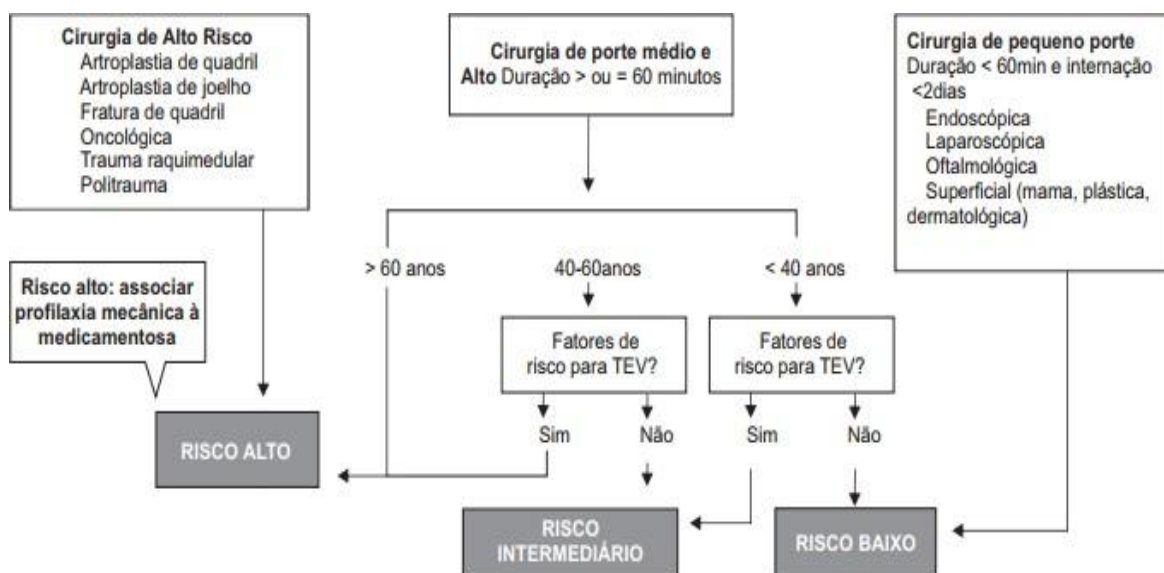 Cirurgia de Alto Risco
Artroplastia de quadril
Artroplastia de joelho
Fratura de quadril
Oncológica
Trauma raquimedular
Politrauma
Cirurgia de porte médio e
Alto Duração > ou = 60 minutos
Cirurgia de pequeno porte
Duração < 60min e internação
<2dias
Endoscópica
Laparoscópica
Oftalmológica
Superficial (mama, plástica,
dermatológica)
> 60 anos
40-60anos
< 40 anos
Risco alto: associar
profilaxia mecânica à
medicamentosa
Fatores de
risco para TEV?
Fatores de
risco para TEV?
Sim
Não
Sim
Não
RISCO ALTO
RISCO
INTERMEDIÁRIO
RISCO BAIXO